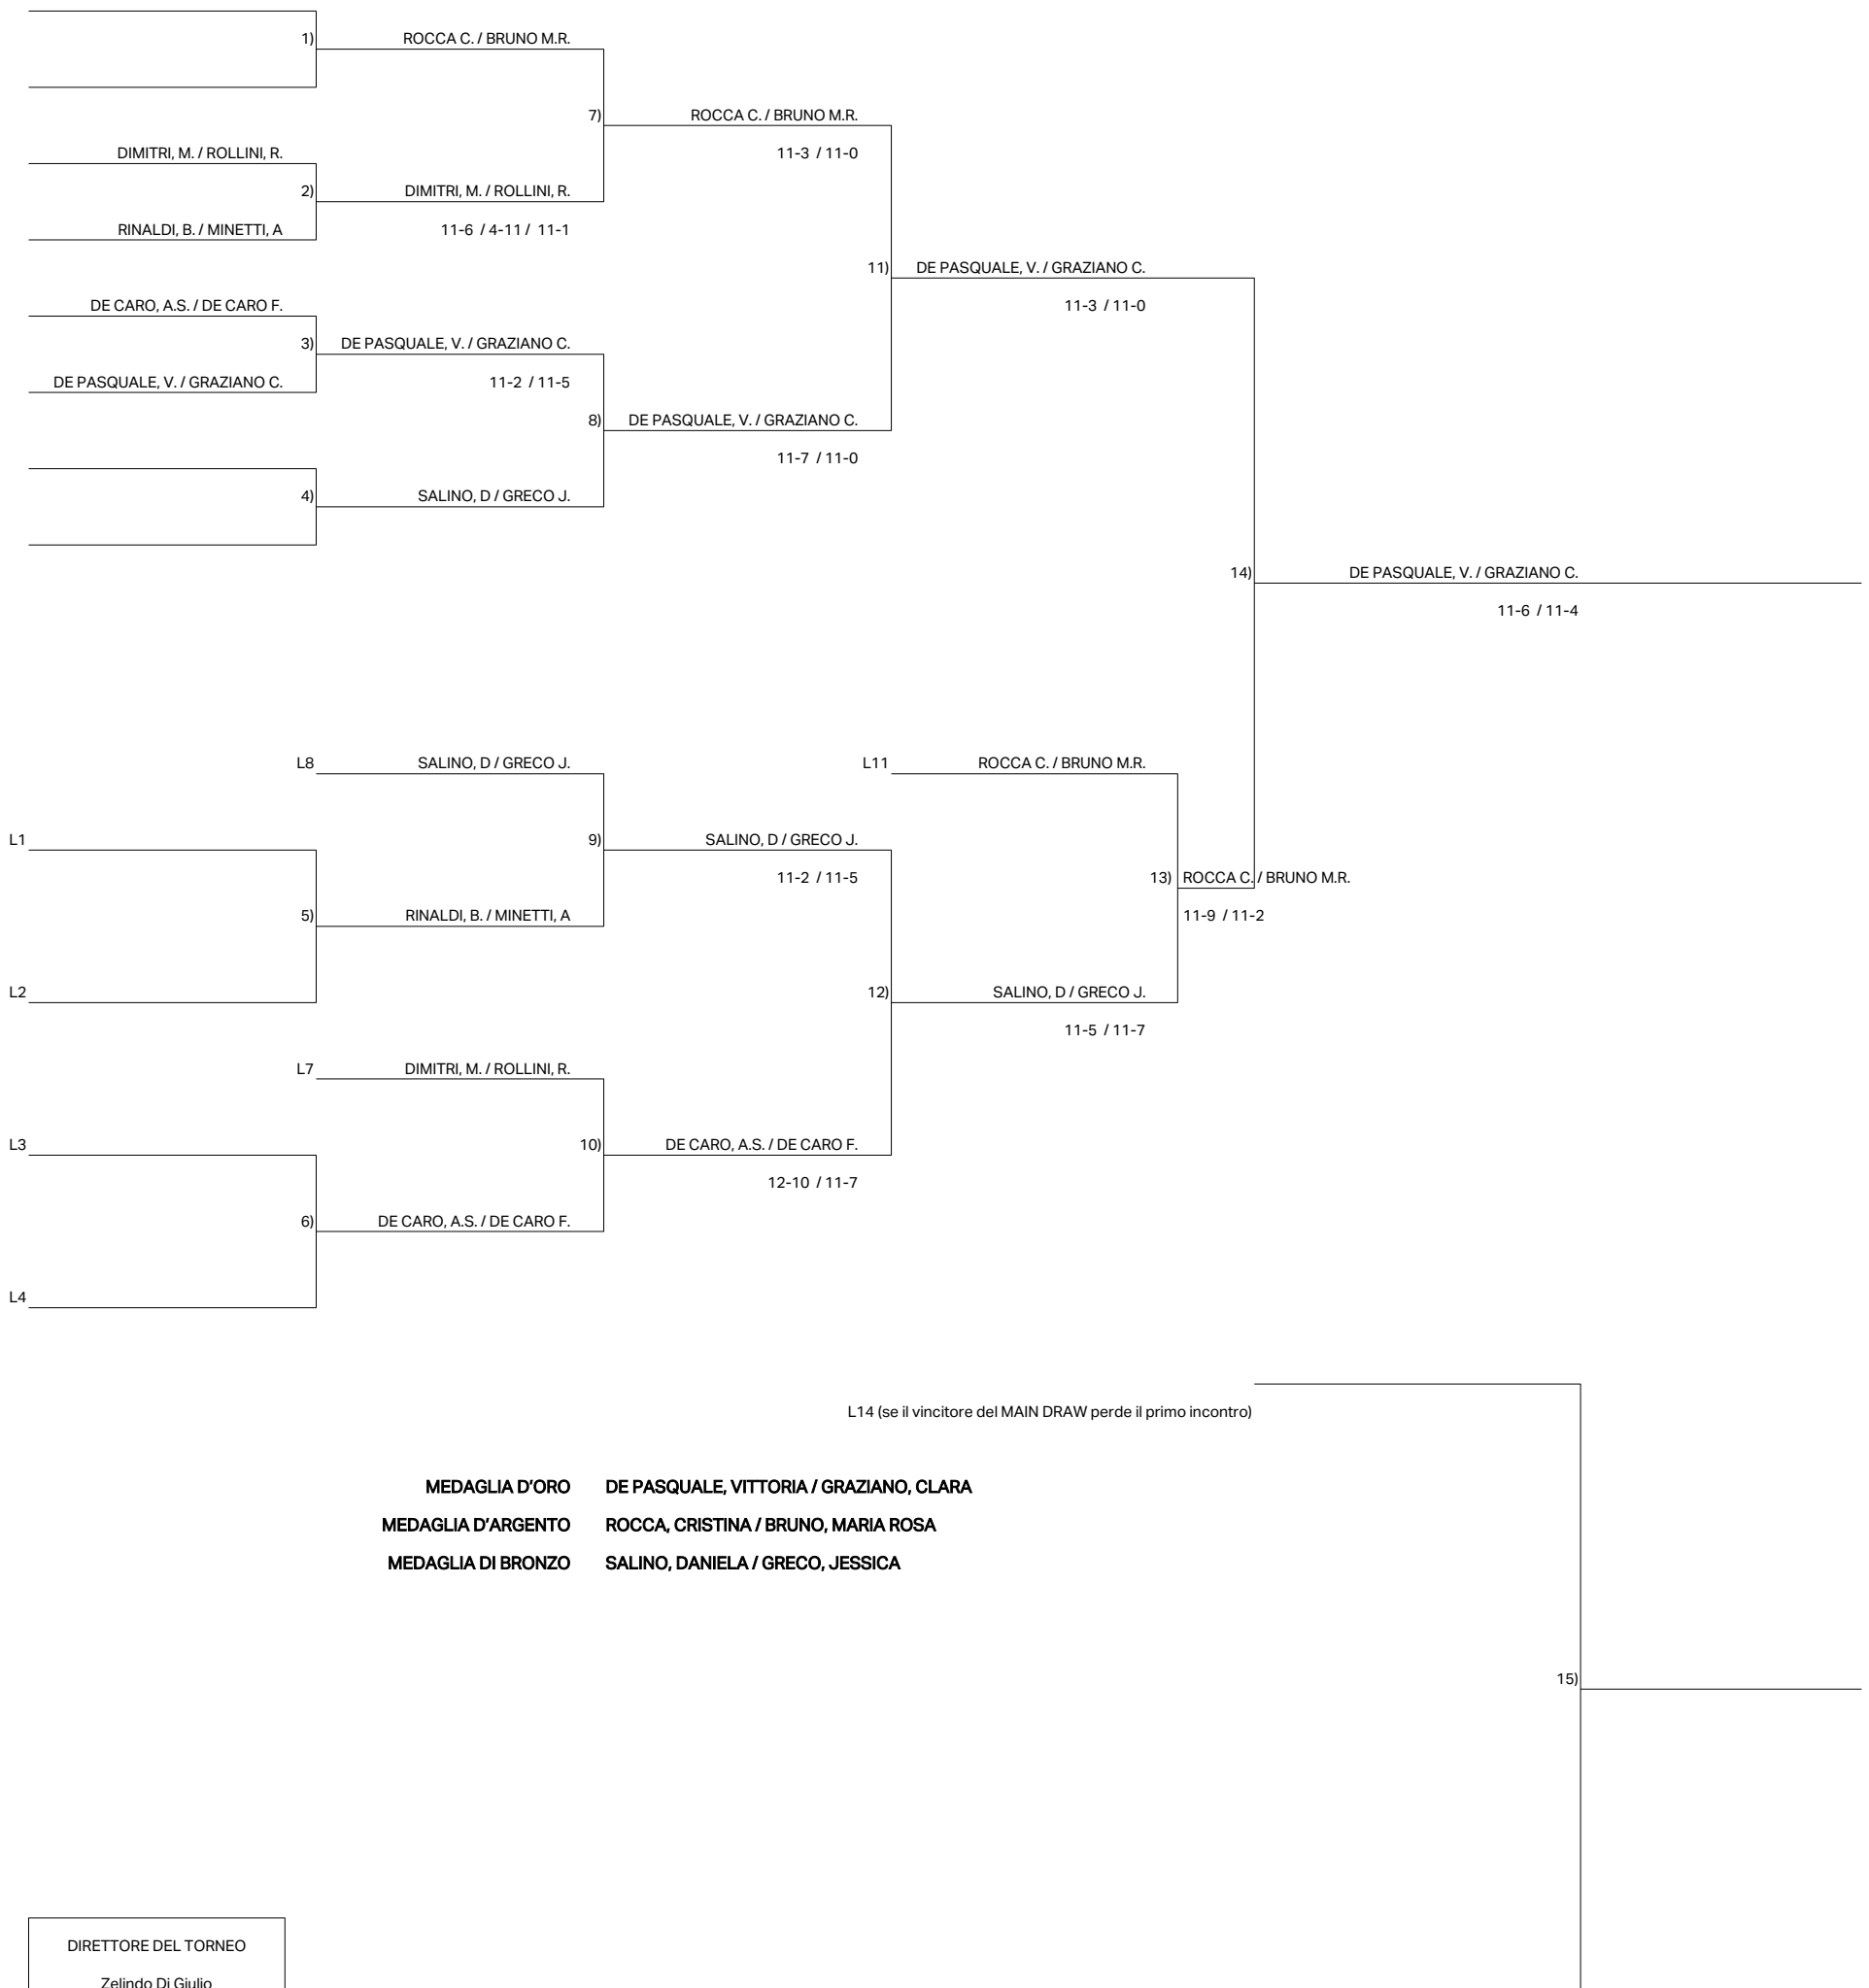 1) ROCCA C. / BRUNO M.R.
7) ROCCA C. / BRUNO M.R.
DIMITRI, M. / ROLLINI, R. 11-3 / 11-0
2) DIMITRI, M. / ROLLINI, R.
RINALDI, B. / MINETTI, A 11-6 / 4-11 / 11-1
11) DE PASQUALE, V. / GRAZIANO C.
DE CARO, A.S. / DE CARO F. 11-3 / 11-0
3) DE PASQUALE, V. / GRAZIANO C.
DE PASQUALE, V. / GRAZIANO C. 11-2 / 11-5
8) DE PASQUALE, V. / GRAZIANO C.
11-7 / 11-0
4) SALINO, D / GRECO J.
14) DE PASQUALE, V. / GRAZIANO C.
11-6 / 11-4
L8 SALINO, D / GRECO J. L11 ROCCA C. / BRUNO M.R.
L1 9) SALINO, D / GRECO J.
11-2 / 11-5 13) ROCCA C. / BRUNO M.R.
5) RINALDI, B. / MINETTI, A 11-9 / 11-2
L2 12) SALINO, D / GRECO J.
11-5 / 11-7
L7 DIMITRI, M. / ROLLINI, R.
L3 10) DE CARO, A.S. / DE CARO F.
12-10 / 11-7
6) DE CARO, A.S. / DE CARO F.
L4
L14 (se il vincitore del MAIN DRAW perde il primo incontro)
MEDAGLIA D'ORO DE PASQUALE, VITTORIA / GRAZIANO, CLARA
MEDAGLIA D'ARGENTO ROCCA, CRISTINA / BRUNO, MARIA ROSA
MEDAGLIA DI BRONZO SALINO, DANIELA / GRECO, JESSICA
15)
DIRETTORE DEL TORNEO
Zelindo Di Giulio